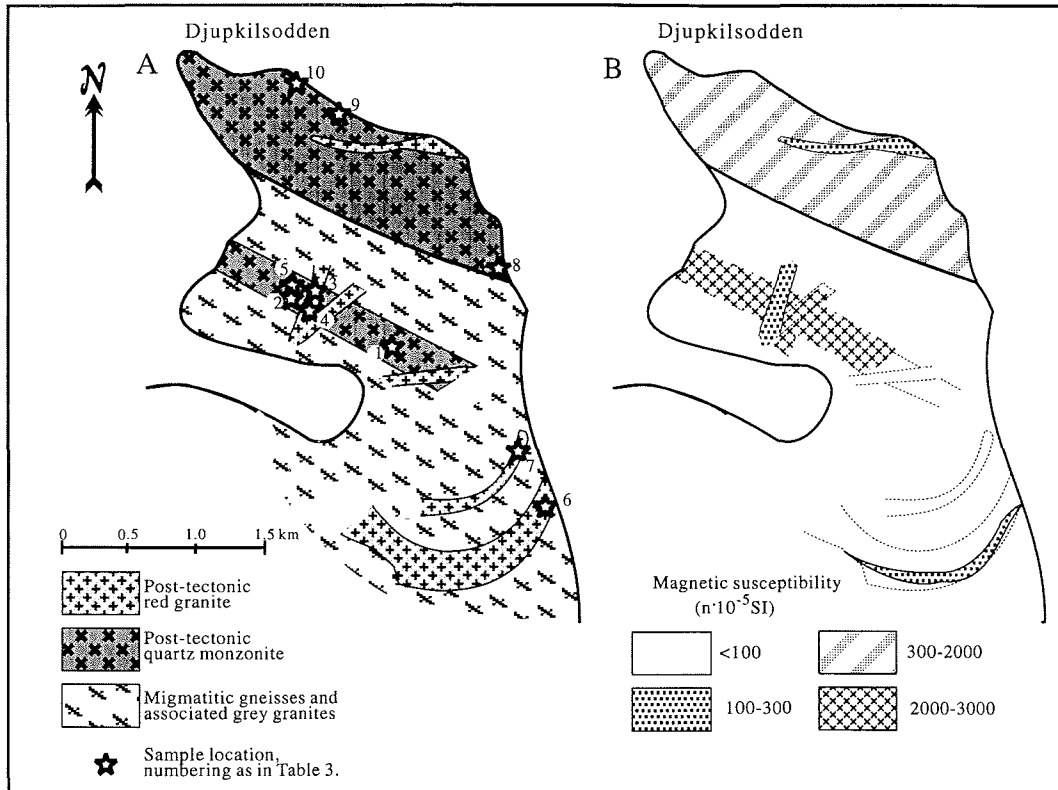 Djupkilsodden
A
N
10
9
8
5
3
2
4
1
7
6
0 0.5 1.0 1.5 km
Post-tectonic
red granite
Post-tectonic
quartz monzonite
Migmatitic gneisses and
associated grey granites
Sample location,
numbering as in Table 3.
Djupkilsodden
B
Magnetic susceptibility
(n·10⁻⁵SI)
<100
300-2000
100-300
2000-3000